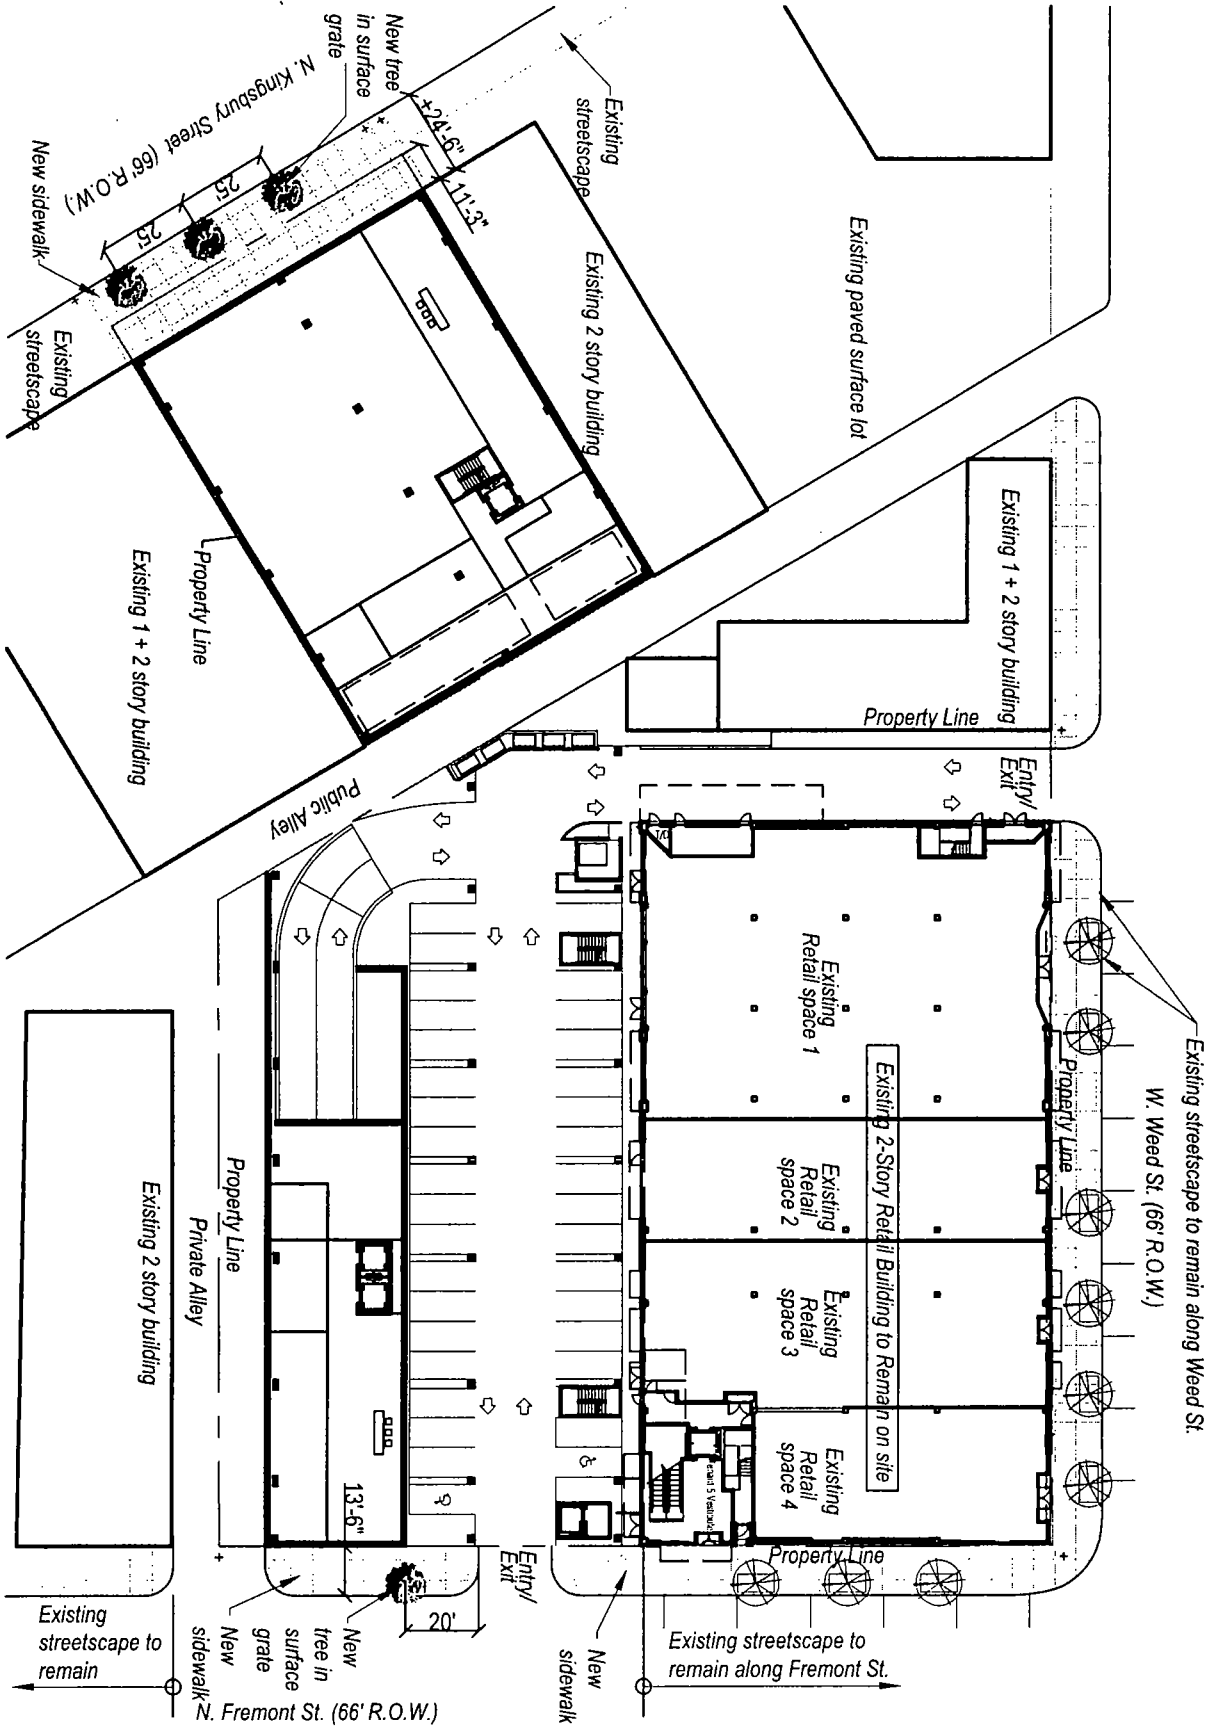 New tree
in surface
grate
N. Kingsbury Street (66' R.O.W.)
+24'-6"
11'-3"
25'
25'
New sidewalk
Existing
streetscape
Existing
streetscape
Existing 2 story building
Existing paved surface lot
Property Line
Existing 1 + 2 story building
Existing 1 + 2 story building
Property Line
Public Alley
Entry/
Exit
Existing
Retail space 1
Existing
Retail
space 2
Existing
Retail
space 3
Existing
Retail
space 4
Existing 2-Story Retail Building to Remain on site
Property Line
W. Weed St. (66' R.O.W.)
Existing streetscape to remain along Weed St.
Property Line
Private Alley
Existing 2 story building
13'-6"
20'
Entry/
Exit
Property Line
Existing
streetscape to
remain
New
sidewalk
New
tree in
surface
grate
N. Fremont St. (66' R.O.W.)
New
sidewalk
Existing streetscape to
remain along Fremont St.